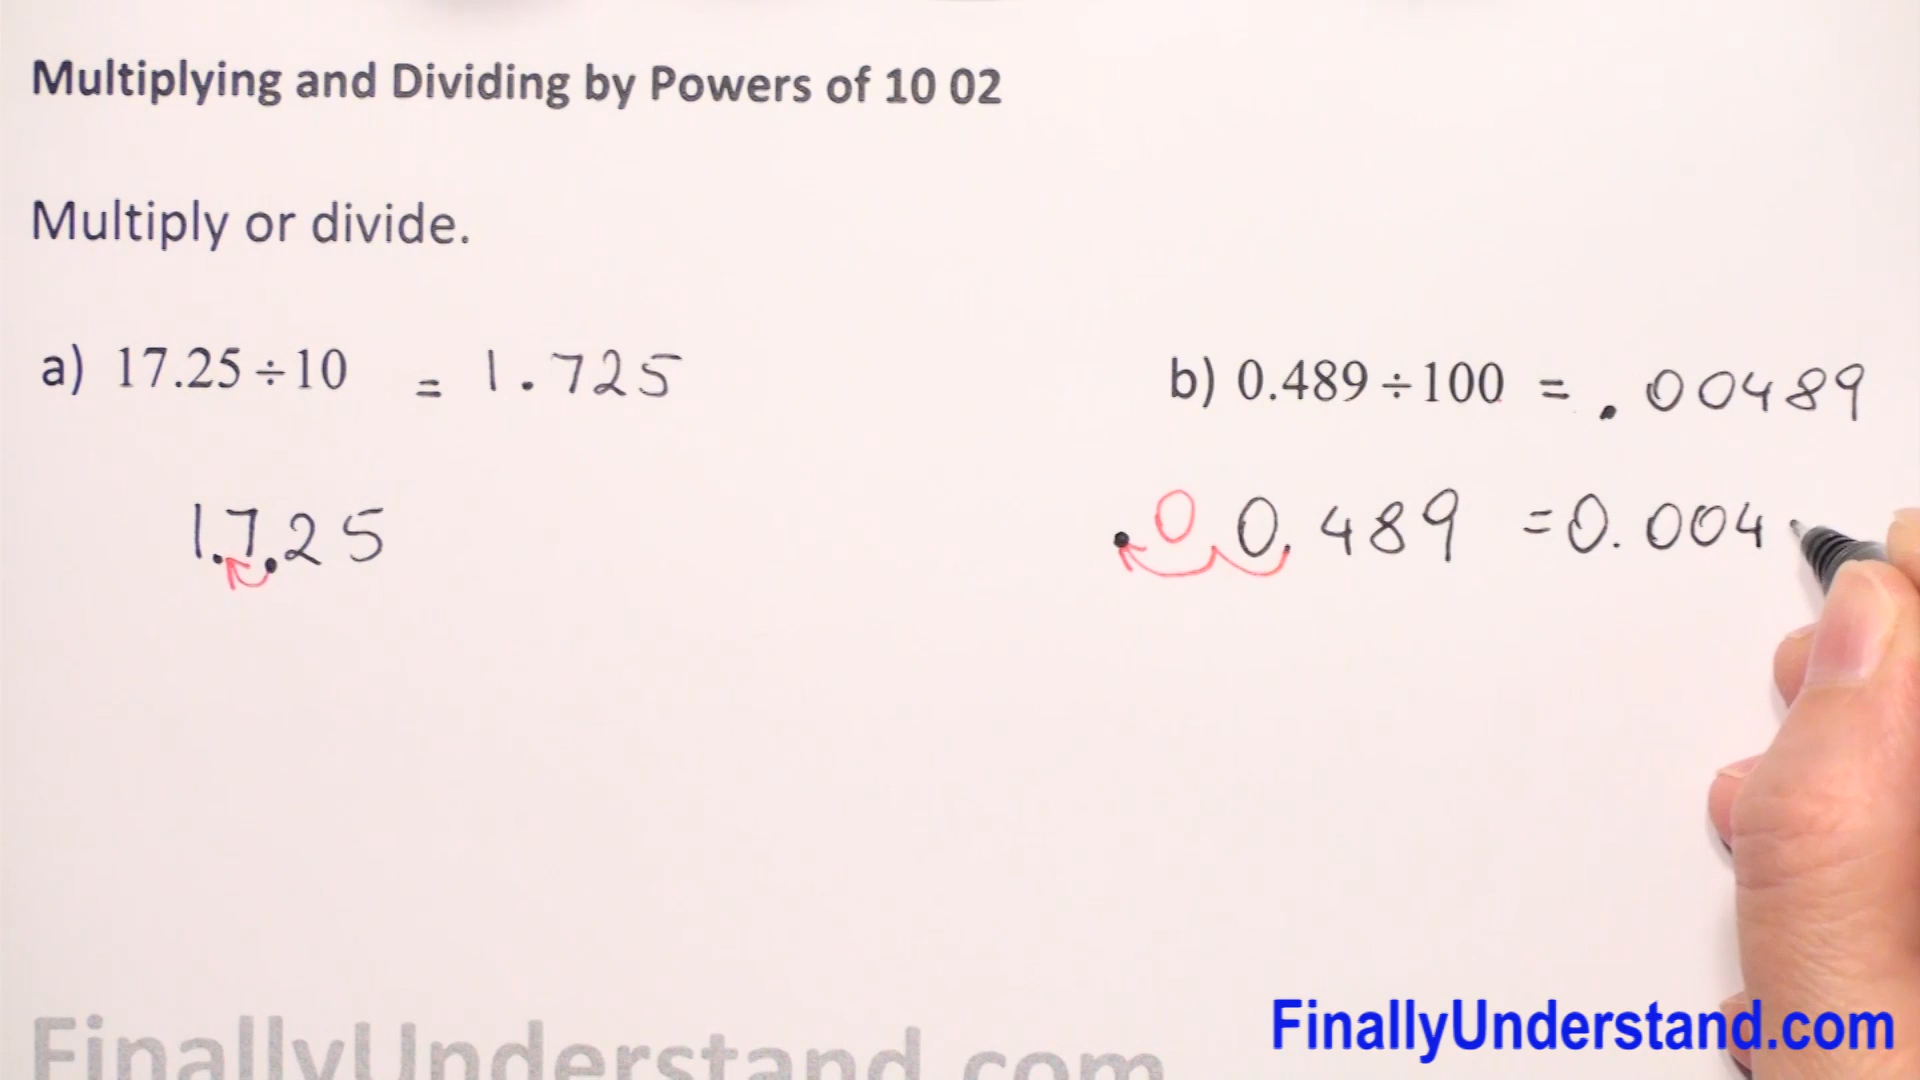 Multiplying and Dividing by Powers of 10 02
Multiply or divide.
a) 17.25 ÷ 10 = 1.725
1.7.25
b) 0.489 ÷ 100 = .00489
.0 0.489 = 0.004
FinallyUnderstand.com
FinallyUnderstand.com